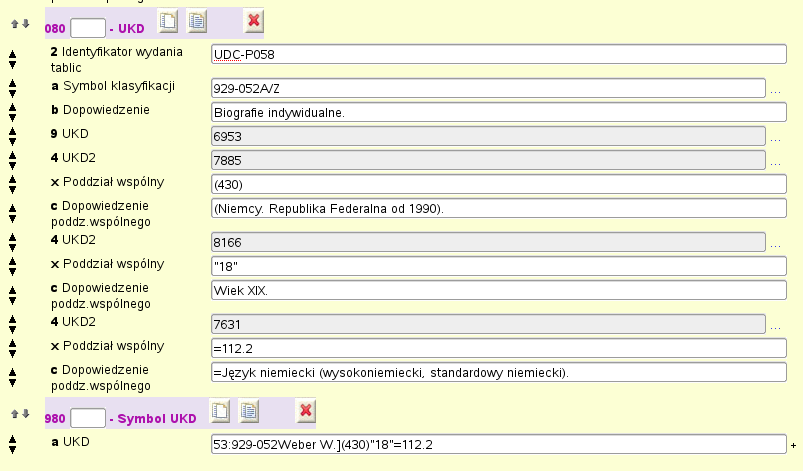 080 - UKD
2 Identyfikator wydania tablic UDC-P058
a Symbol klasyfikacji 929-052A/Z ...
b Dopowiedzenie Biografie indywidualne.
9 UKD 6953 ...
4 UKD2 7885 ...
x Poddział wspólny (430)
c Dopowiedzenie poddz.wspólnego (Niemcy. Republika Federalna od 1990).
4 UKD2 8166 ...
x Poddział wspólny "18"
c Dopowiedzenie poddz.wspólnego Wiek XIX.
4 UKD2 7631 ...
x Poddział wspólny =112.2
c Dopowiedzenie poddz.wspólnego =Język niemiecki (wysokoniemiecki, standardowy niemiecki).
980 - Symbol UKD
a UKD 53:929-052Weber W.](430)"18"=112.2 +